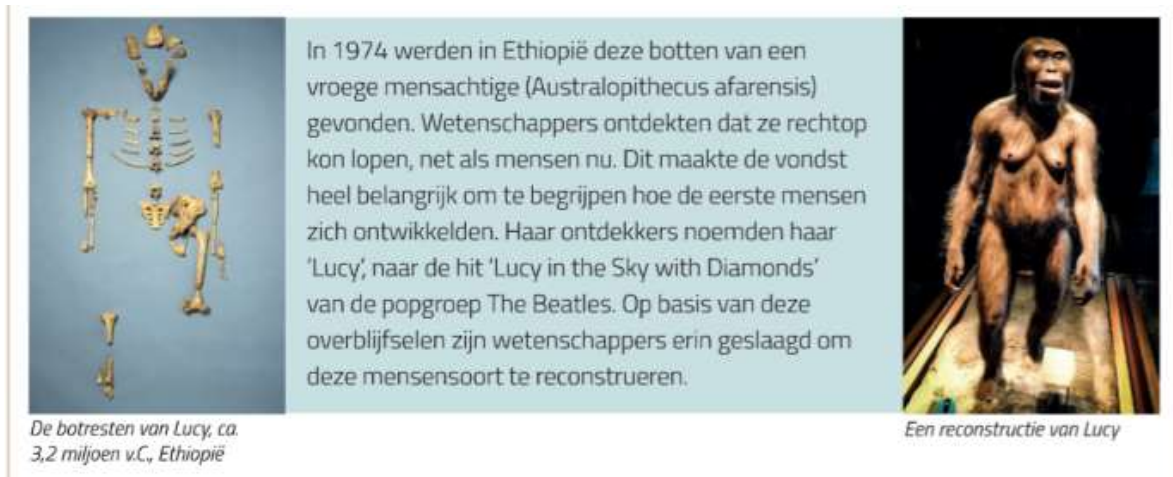 In 1974 werden in Ethiopië deze botten van een
vroege mensachtige (Australopithecus afarensis)
gevonden. Wetenschappers ontdekten dat ze rechtop
kon lopen, net als mensen nu. Dit maakte de vondst
heel belangrijk om te begrijpen hoe de eerste mensen
zich ontwikkelden. Haar ontdekkers noemden haar
‘Lucy’, naar de hit ‘Lucy in the Sky with Diamonds’
van de popgroep The Beatles. Op basis van deze
overblijfselen zijn wetenschappers erin geslaagd om
deze mensensoort te reconstrueren.
De botresten van Lucy, ca.
3,2 miljoen v.C., Ethiopië
Een reconstructie van Lucy